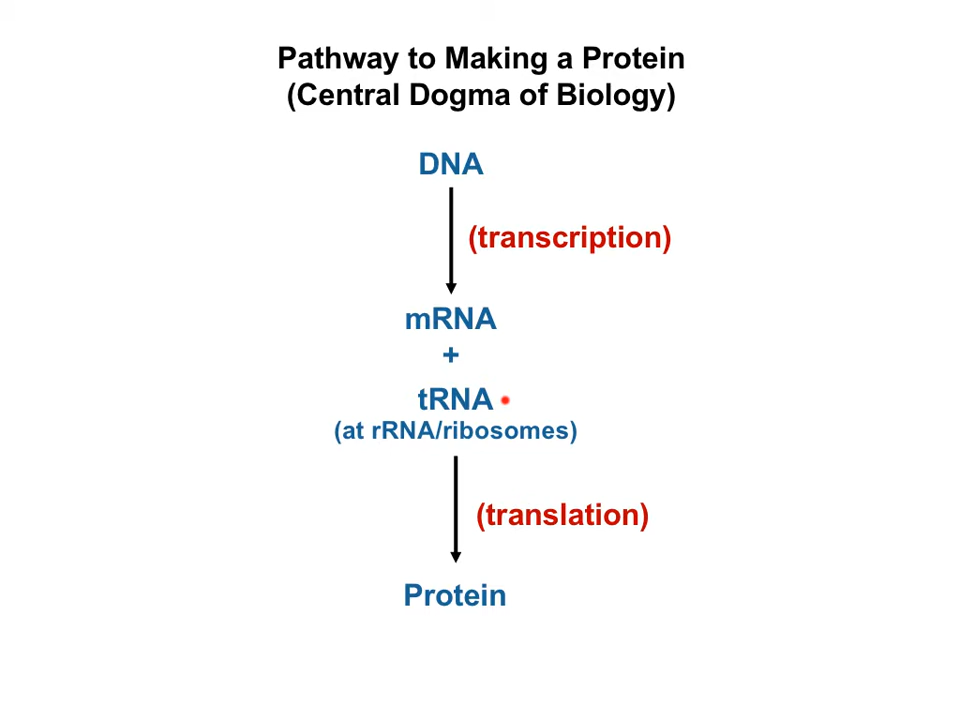 Pathway to Making a Protein
(Central Dogma of Biology)
DNA
(transcription)
mRNA
+
tRNA
(at rRNA/ribosomes)
(translation)
Protein